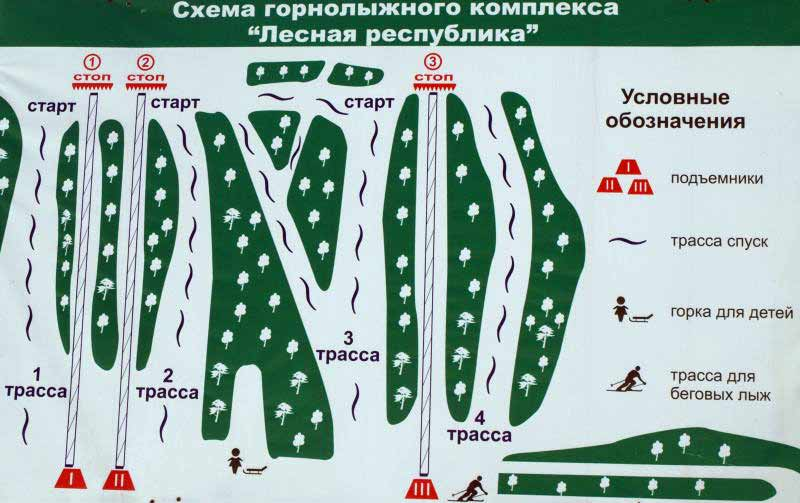 Схема горнолыжного комплекса
“Лесная республика”
1
стоп
2
стоп
3
стоп
старт
старт
старт
1
трасса
2
трасса
3
трасса
4
трасса
I
II
III
Условные
обозначения
I
II III
подъемники
трасса спуск
горка для детей
трасса для
беговых лыж